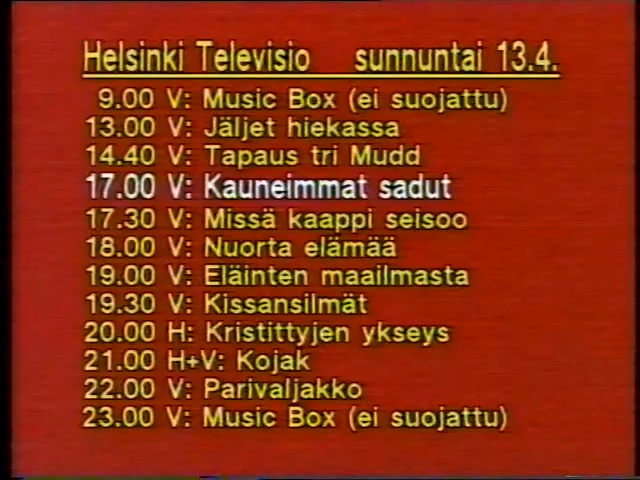 Helsinki Televisio sunnuntai 13.4.
9.00 V: Music Box (ei suojattu)
13.00 V: Jäljet hiekassa
14.40 V: Tapaus tri Mudd
17.00 V: Kauneimmat sadut
17.30 V: Missä kaappi seisoo
18.00 V: Nuorta elämää
19.00 V: Eläinten maailmasta
19.30 V: Kissansilmät
20.00 H: Kristittyjen ykseys
21.00 H+V: Kojak
22.00 V: Parivaljakko
23.00 V: Music Box (ei suojattu)